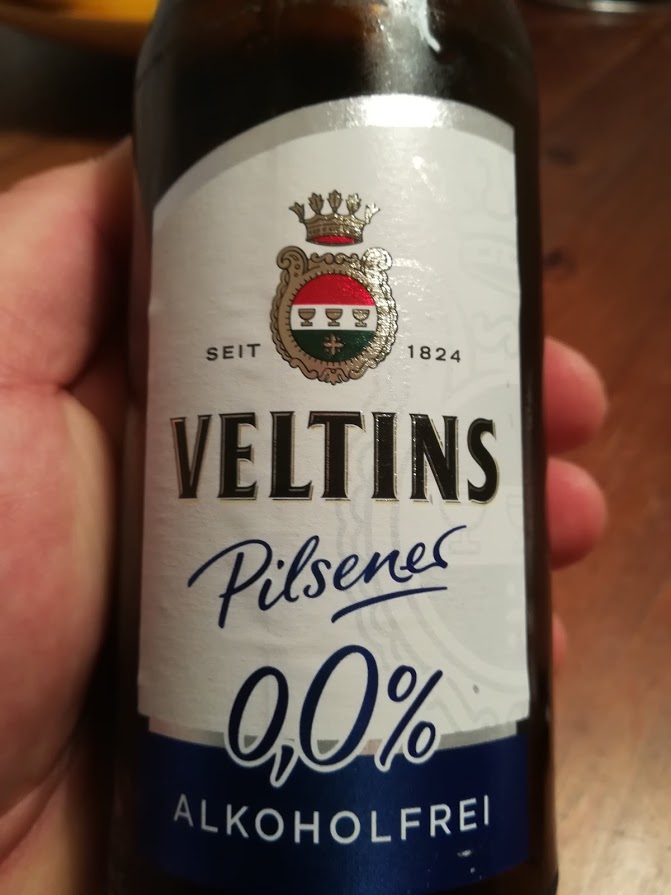 SEIT 1824
VELTINS
Pilsener
0,0%
ALKOHOLFREI